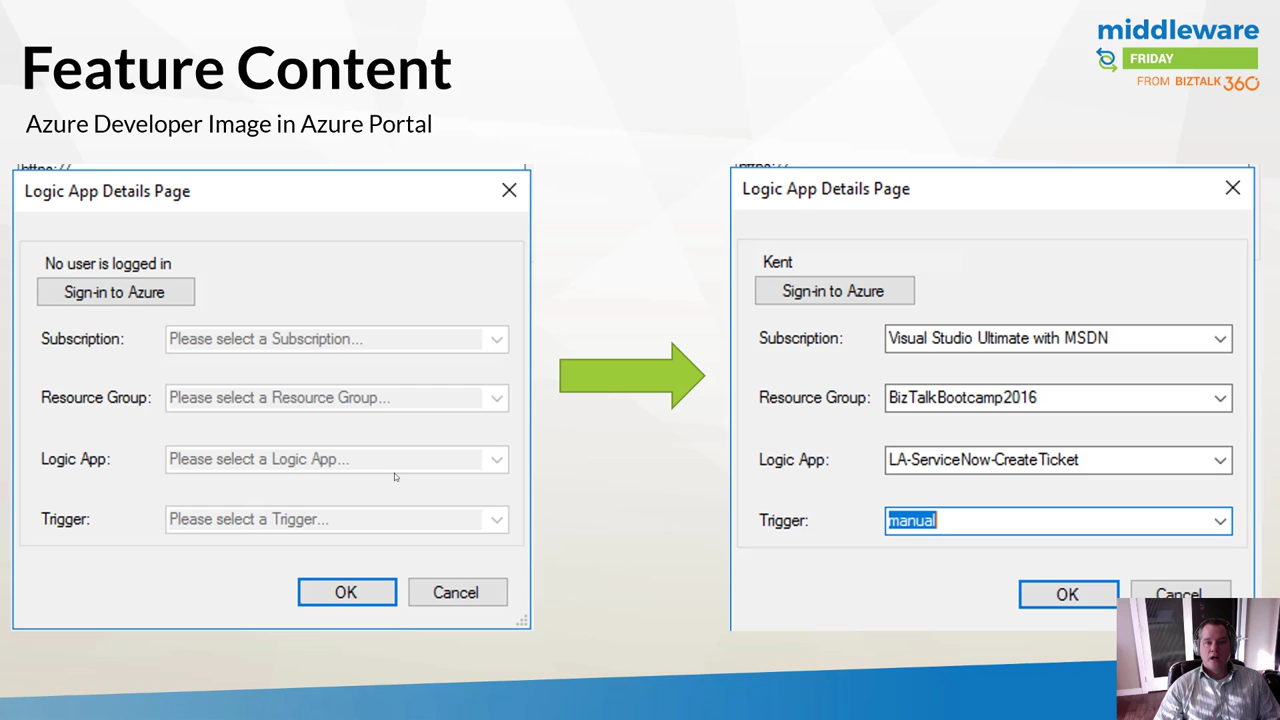 Feature Content
Azure Developer Image in Azure Portal
middleware
FRIDAY
FROM BIZTALK360
https://
Logic App Details Page
No user is logged in
Sign-in to Azure
Subscription: Please select a Subscription...
Resource Group: Please select a Resource Group...
Logic App: Please select a Logic App...
Trigger: Please select a Trigger...
OK Cancel
https://
Logic App Details Page
Kent
Sign-in to Azure
Subscription: Visual Studio Ultimate with MSDN
Resource Group: BizTalkBootcamp2016
Logic App: LA-ServiceNow-CreateTicket
Trigger: manual
OK Cancel